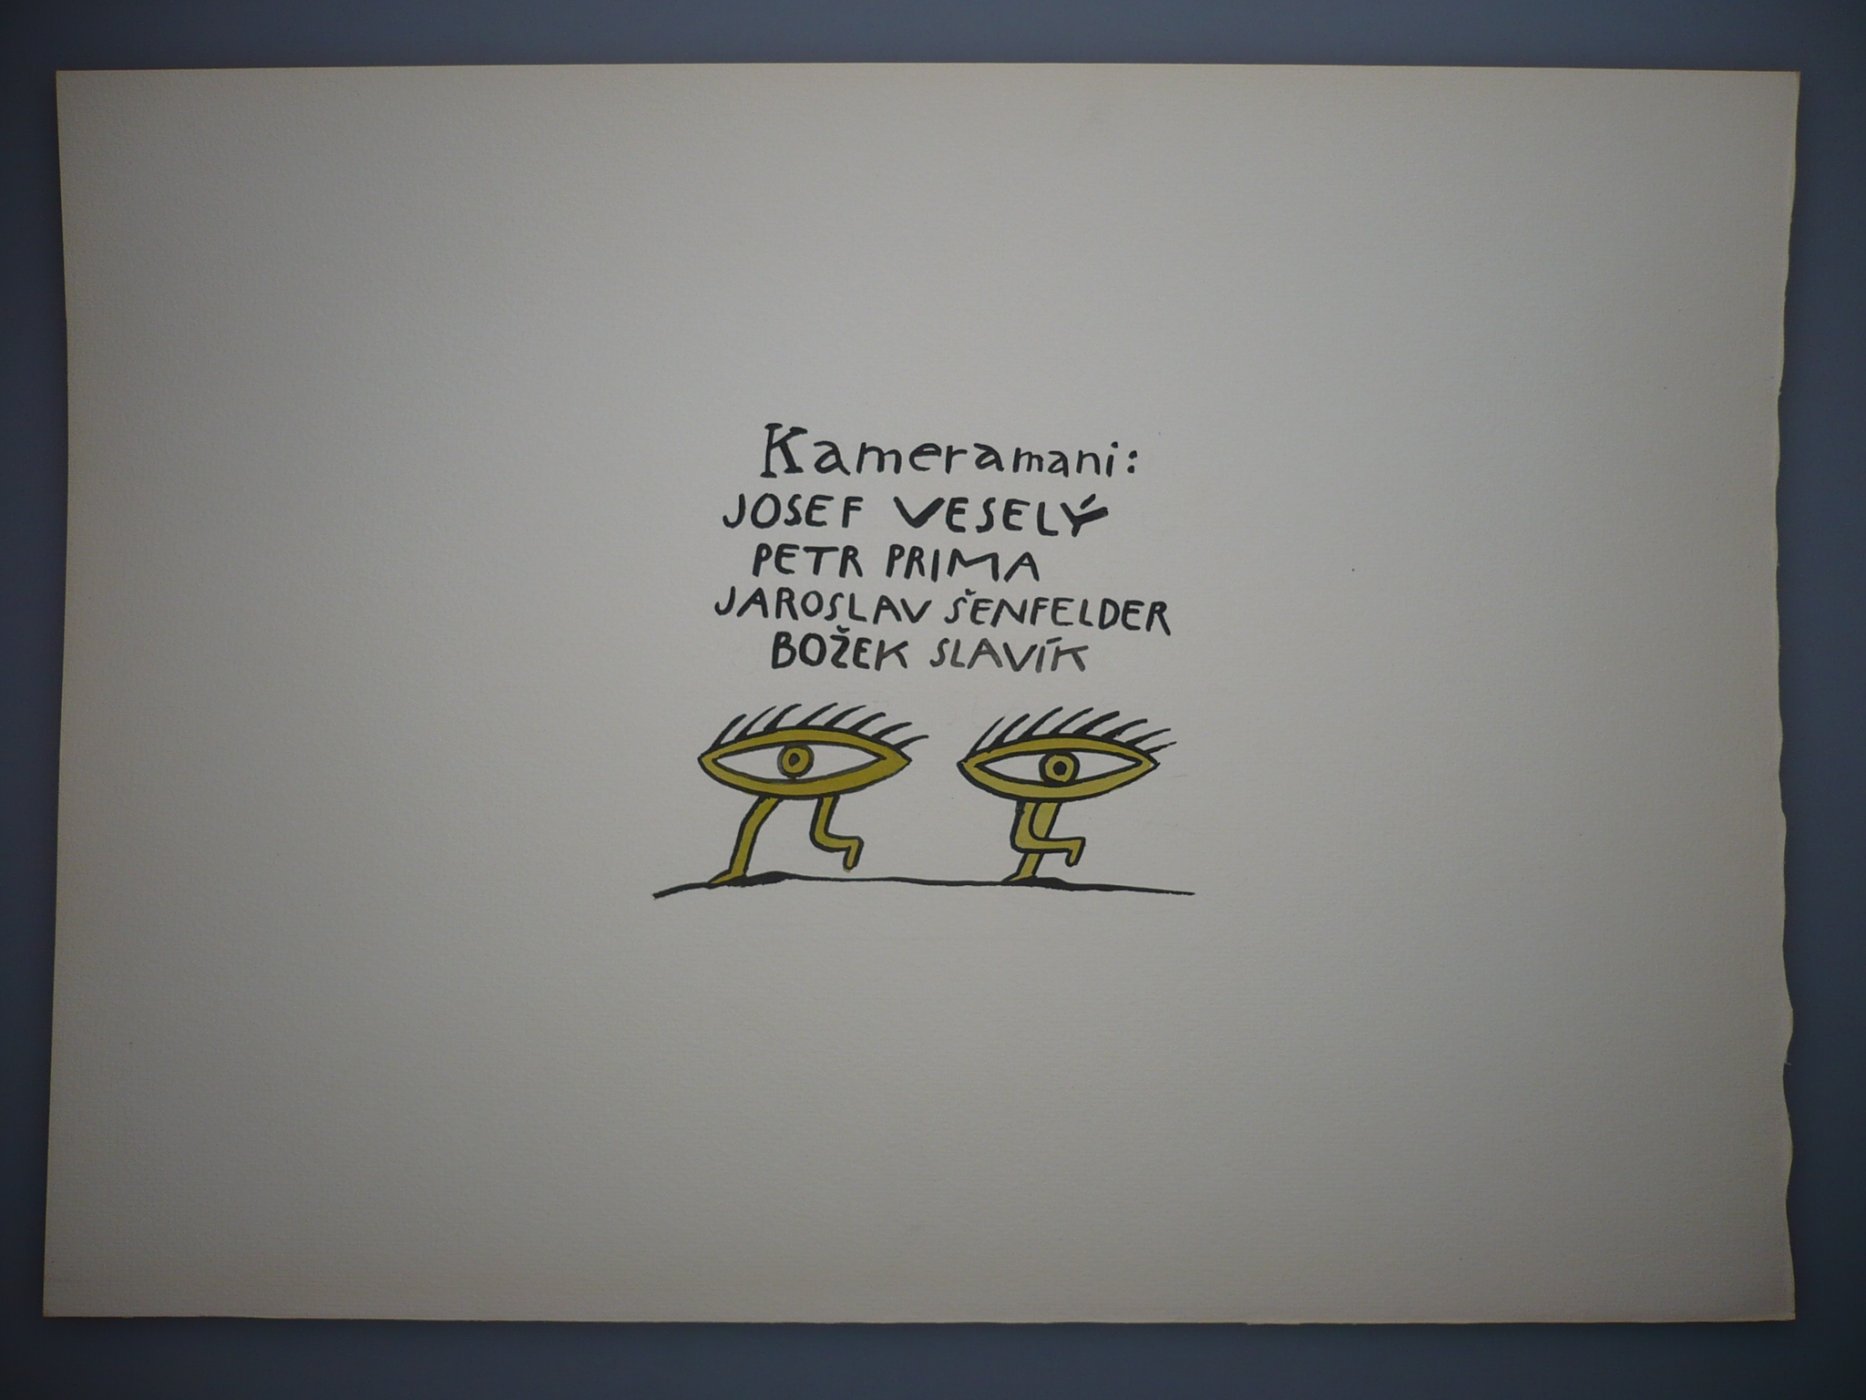 Kameramani:
JOSEF VESELÝ
PETR PRIMA
JAROSLAV ŠENFELDER
BOŽEK SLAVÍK